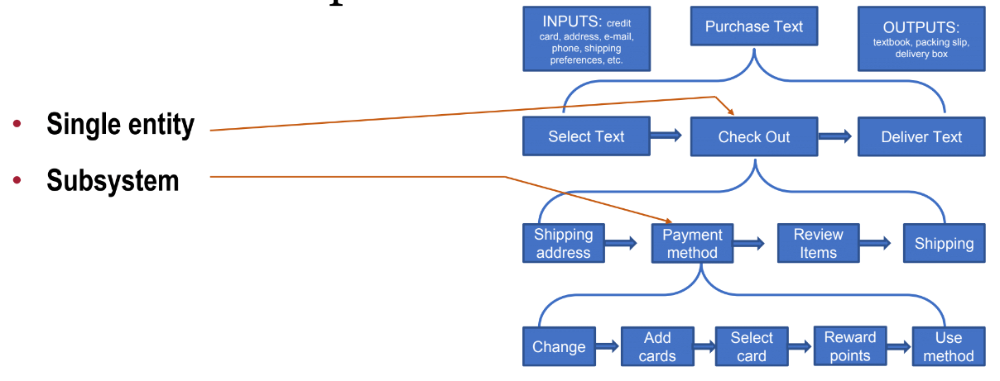 • Single entity
• Subsystem
INPUTS: credit
card, address, e-mail,
phone, shipping
preferences, etc.
Purchase Text
OUTPUTS:
textbook, packing slip,
delivery box
Select Text
Check Out
Deliver Text
Shipping
address
Payment
method
Review
Items
Shipping
Change
Add
cards
Select
card
Reward
points
Use
method